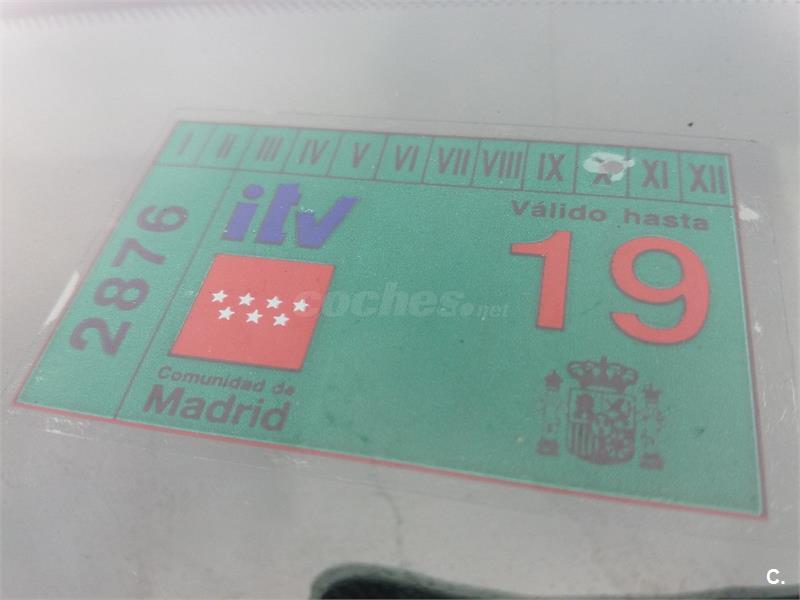 I II III IV V VI VII VIII IX X XI XII
2876
itv
Válido hasta
19
Comunidad de
Madrid
coches.net
C.